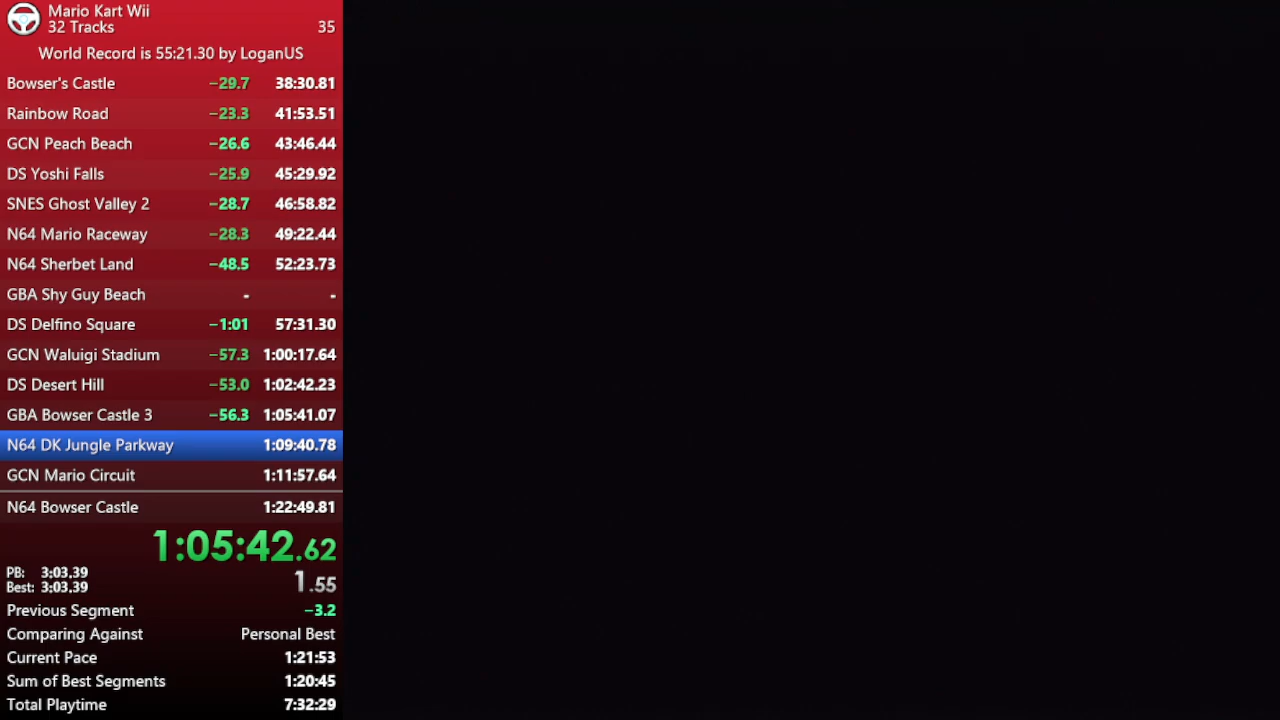 Mario Kart Wii
32 Tracks 35
World Record is 55:21.30 by LoganUS
Bowser's Castle −29.7 38:30.81
Rainbow Road −23.3 41:53.51
GCN Peach Beach −26.6 43:46.44
DS Yoshi Falls −25.9 45:29.92
SNES Ghost Valley 2 −28.7 46:58.82
N64 Mario Raceway −28.3 49:22.44
N64 Sherbet Land −48.5 52:23.73
GBA Shy Guy Beach - -
DS Delfino Square −1:01 57:31.30
GCN Waluigi Stadium −57.3 1:00:17.64
DS Desert Hill −53.0 1:02:42.23
GBA Bowser Castle 3 −56.3 1:05:41.07
N64 DK Jungle Parkway 1:09:40.78
GCN Mario Circuit 1:11:57.64
N64 Bowser Castle 1:22:49.81
1:05:42.62
PB: 3:03.39
Best: 3:03.39 1.55
Previous Segment −3.2
Comparing Against Personal Best
Current Pace 1:21:53
Sum of Best Segments 1:20:45
Total Playtime 7:32:29